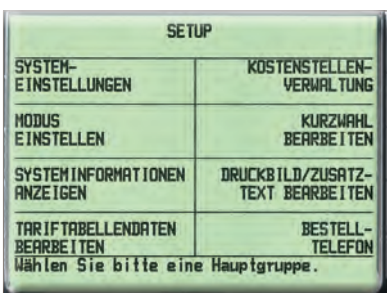 SETUP
SYSTEM- KOSTENSTELLEN-
EINSTELLUNGEN VERWALTUNG
MODUS KURZWAHL
EINSTELLEN BEARBEITEN
SYSTEMINFORMATIONEN DRUCKBILD/ZUSATZ-
ANZEIGEN TEXT BEARBEITEN
TARIFTABELLENDATEN BESTELL-
BEARBEITEN TELEFON
Wählen Sie bitte eine Hauptgruppe.